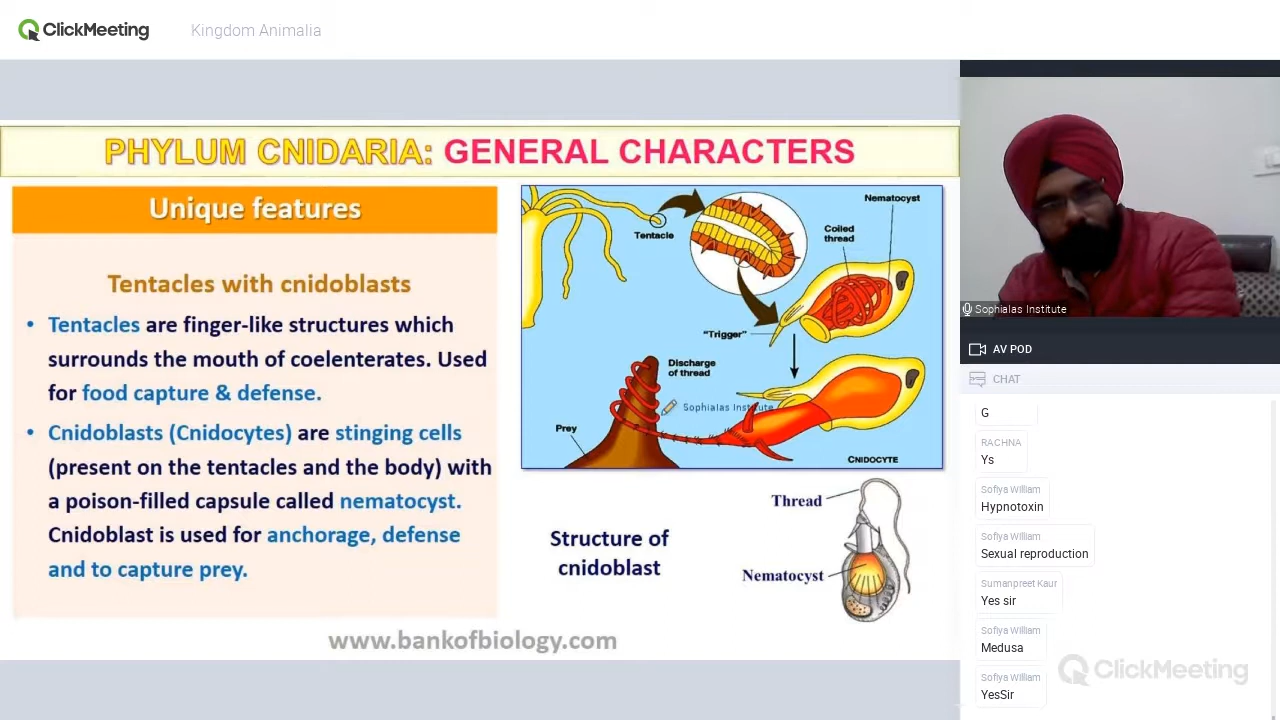 ClickMeeting
Kingdom Animalia
PHYLUM CNIDARIA: GENERAL CHARACTERS
Unique features
Tentacles with cnidoblasts
• Tentacles are finger-like structures which
surrounds the mouth of coelenterates. Used
for food capture & defense.
• Cnidoblasts (Cnidocytes) are stinging cells
(present on the tentacles and the body) with
a poison-filled capsule called nematocyst.
Cnidoblast is used for anchorage, defense
and to capture prey.
Tentacle
Nematocyst
Coiled
thread
"Trigger"
Discharge
of thread
Sophialas Institute
Prey
CNIDOCYTE
Structure of
cnidoblast
Thread
Nematocyst
www.bankofbiology.com
Sophialas Institute
AV POD
CHAT
G
RACHNA
Ys
Sofiya William
Hypnotoxin
Sofiya William
Sexual reproduction
Sumanpreet Kaur
Yes sir
Sofiya William
Medusa
Sofiya William
YesSir
ClickMeeting